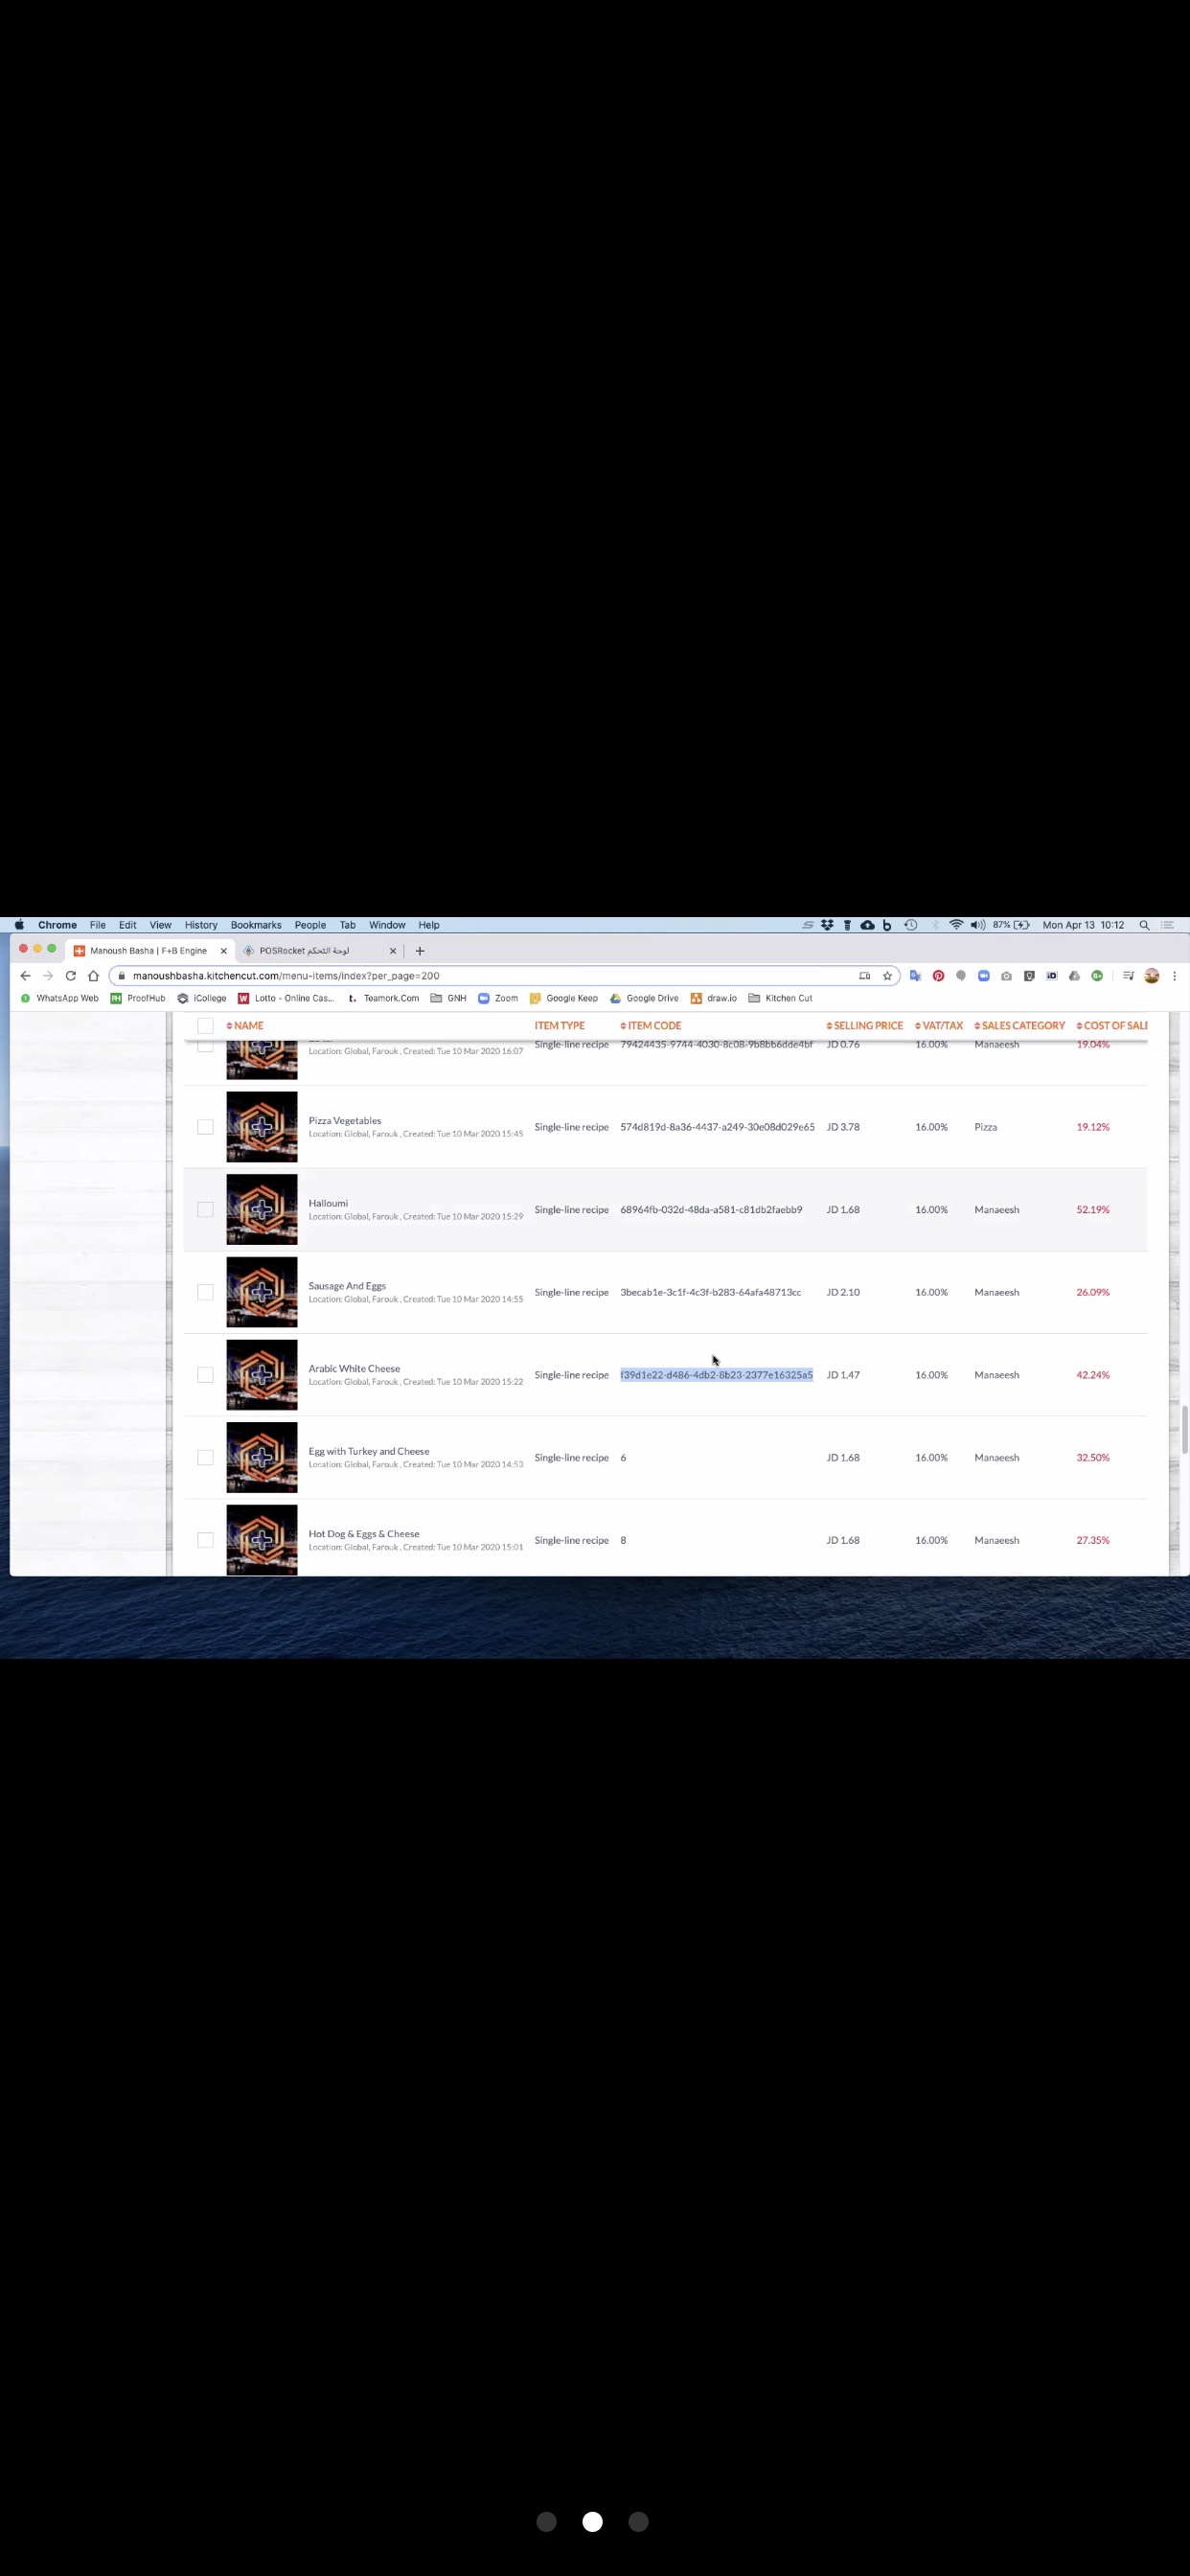 Chrome File Edit View History Bookmarks People Tab Window Help 87% Mon Apr 13 10:12
Manoush Basha | F+B Engine POSRocket لوحة التحكم
manoushbasha.kitchencut.com/menu-items/index?per_page=200
WhatsApp Web ProofHub iCollege Lotto - Online Cas... Teamork.Com GNH Zoom Google Keep Google Drive draw.io Kitchen Cut
NAME ITEM TYPE ITEM CODE SELLING PRICE VAT/TAX SALES CATEGORY COST OF SALE
Single-line recipe 79424435-9744-4030-8c08-9b8bb6dde4bf JD 0.76 16.00% Manaeesh 19.04%
Location: Global, Farouk , Created: Tue 10 Mar 2020 16:07
Pizza Vegetables
Single-line recipe 574d819d-8a36-4437-a249-30e08d029e65 JD 3.78 16.00% Pizza 19.12%
Location: Global, Farouk , Created: Tue 10 Mar 2020 15:45
Halloumi
Single-line recipe 68964fb-032d-48da-a581-c81db2faebb9 JD 1.68 16.00% Manaeesh 52.19%
Location: Global, Farouk , Created: Tue 10 Mar 2020 15:29
Sausage And Eggs
Single-line recipe 3becab1e-3c1f-4c3f-b283-64afa48713cc JD 2.10 16.00% Manaeesh 26.09%
Location: Global, Farouk , Created: Tue 10 Mar 2020 14:55
Arabic White Cheese
Single-line recipe f39d1e22-d486-4db2-8b23-2377e16325a5 JD 1.47 16.00% Manaeesh 42.24%
Location: Global, Farouk , Created: Tue 10 Mar 2020 15:22
Egg with Turkey and Cheese
Single-line recipe 6 JD 1.68 16.00% Manaeesh 32.50%
Location: Global, Farouk , Created: Tue 10 Mar 2020 14:53
Hot Dog & Eggs & Cheese
Single-line recipe 8 JD 1.68 16.00% Manaeesh 27.35%
Location: Global, Farouk , Created: Tue 10 Mar 2020 15:01